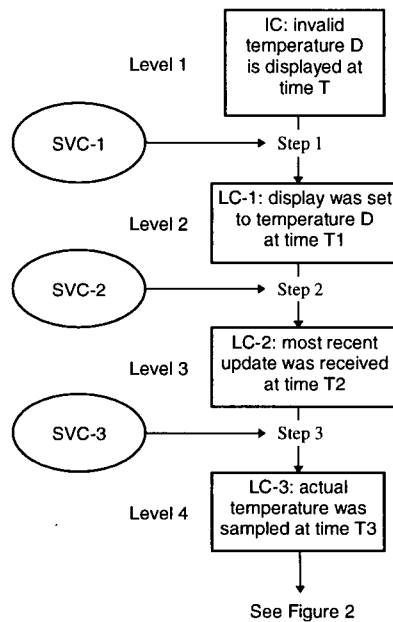 IC: invalid
temperature D
is displayed at
time T
Level 1
SVC-1
Step 1
LC-1: display was set
to temperature D
at time T1
Level 2
SVC-2
Step 2
LC-2: most recent
update was received
at time T2
Level 3
SVC-3
Step 3
LC-3: actual
temperature was
sampled at time T3
Level 4
See Figure 2